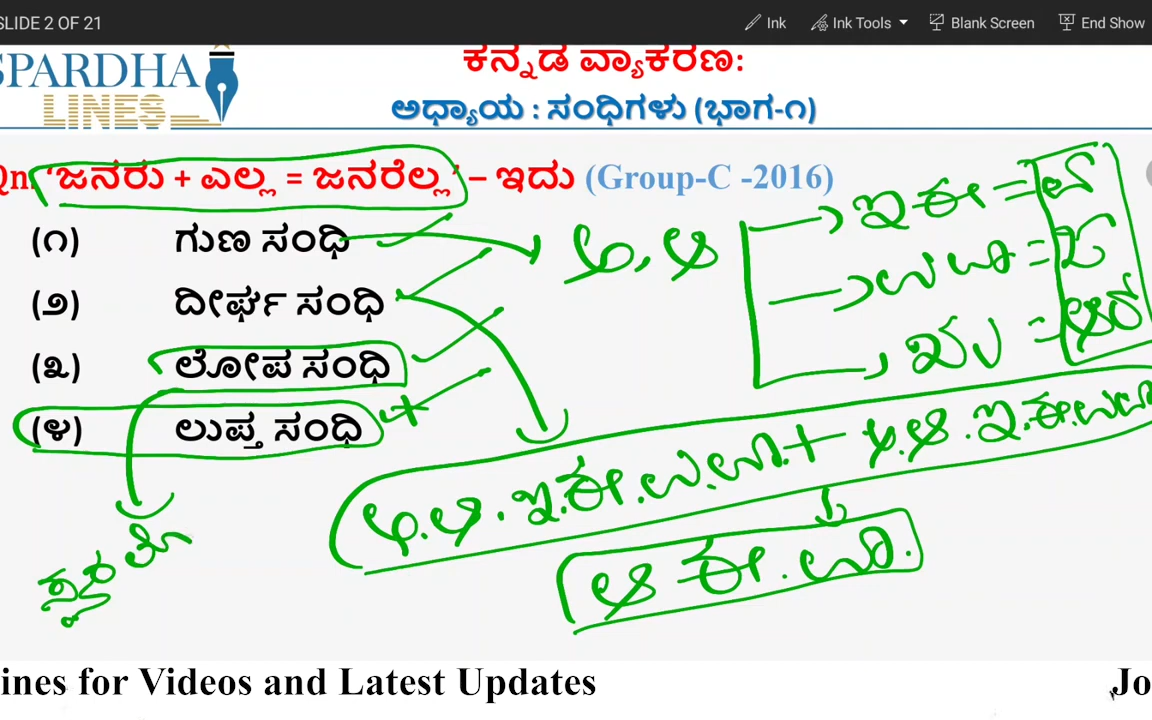 SLIDE 2 OF 21 Ink Ink Tools Blank Screen End Show
SPARDHA
LINES
ಕನ್ನಡ ವ್ಯಾಕರಣ:
ಅಧ್ಯಾಯ : ಸಂಧಿಗಳು (ಭಾಗ-೧)
Qn. 'ಜನರು + ಎಲ್ಲ = ಜನರೆಲ್ಲ' – ಇದು (Group-C -2016)
(೧) ಗುಣ ಸಂಧಿ
(೨) ದೀರ್ಘ ಸಂಧಿ
(೩) ಲೋಪ ಸಂಧಿ
(೪) ಲುಪ್ತ ಸಂಧಿ
ಅ, ಆ
ಇ ಈ = ಏ
ಉ ಊ = ಓ
ಋ = ಅರ್
ಅ.ಆ.ಇ.ಈ.ಉ.ಊ + ಅ.ಆ.ಇ.ಈ.ಉ.ಊ
ಆ ಈ. ಊ.
ಸ್ವರ
ines for Videos and Latest Updates Jo